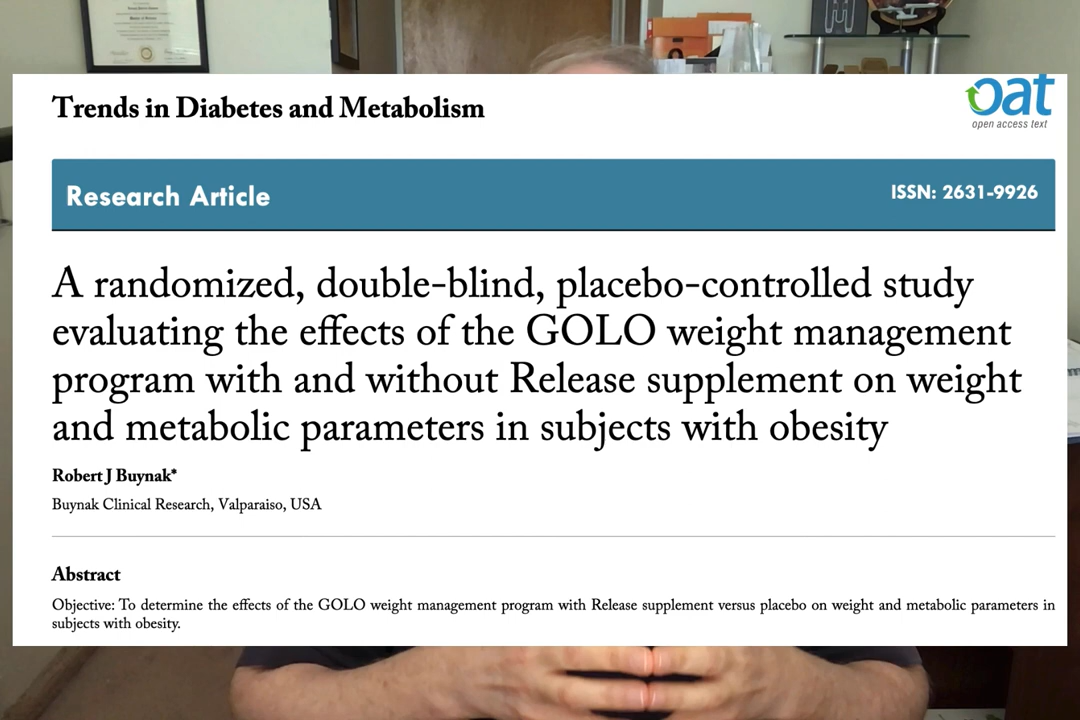 Trends in Diabetes and Metabolism
oat
open access text
Research Article
ISSN: 2631-9926
A randomized, double-blind, placebo-controlled study
evaluating the effects of the GOLO weight management
program with and without Release supplement on weight
and metabolic parameters in subjects with obesity
Robert J Buynak*
Buynak Clinical Research, Valparaiso, USA
Abstract
Objective: To determine the effects of the GOLO weight management program with Release supplement versus placebo on weight and metabolic parameters in
subjects with obesity.